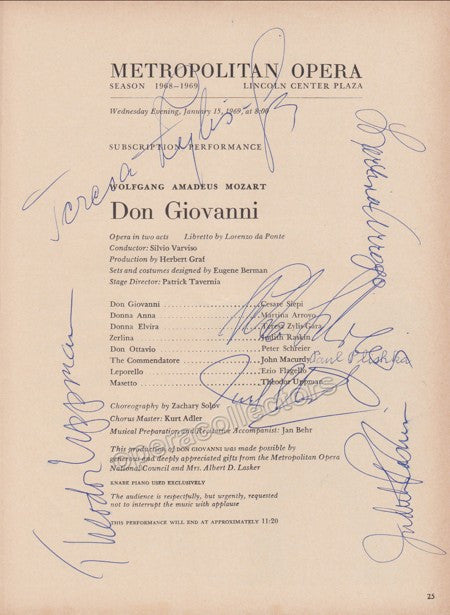 METROPOLITAN OPERA
SEASON 1968–1969 LINCOLN CENTER PLAZA
Wednesday Evening, January 15, 1969, at 8:00
SUBSCRIPTION PERFORMANCE
Teresa Zylis-Gara
WOLFGANG AMADEUS MOZART
Don Giovanni
Opera in two acts Libretto by Lorenzo da Ponte
Conductor: Silvio Varviso
Production by Herbert Graf
Sets and costumes designed by Eugene Berman
Stage Director: Patrick Tavernia
Martina Arroyo
Don Giovanni Cesare Siepi
Donna Anna Martina Arroyo
Donna Elvira Teresa Zylis-Gara
Zerlina Judith Raskin
Don Ottavio Peter Schreier
The Commendatore John Macurdy Paul Plishka
Leporello Ezio Flagello
Masetto Theodor Uppman
Theodor Uppman
Judith Raskin
Choreography by Zachary Solov
Chorus Master: Kurt Adler
Musical Preparation and Recitative Accompanist: Jan Behr
operacollectors
This production of DON GIOVANNI was made possible by
generous and deeply appreciated gifts from the Metropolitan Opera
National Council and Mrs. Albert D. Lasker
KNABE PIANO USED EXCLUSIVELY
The audience is respectfully, but urgently, requested
not to interrupt the music with applause
THIS PERFORMANCE WILL END AT APPROXIMATELY 11:20
25